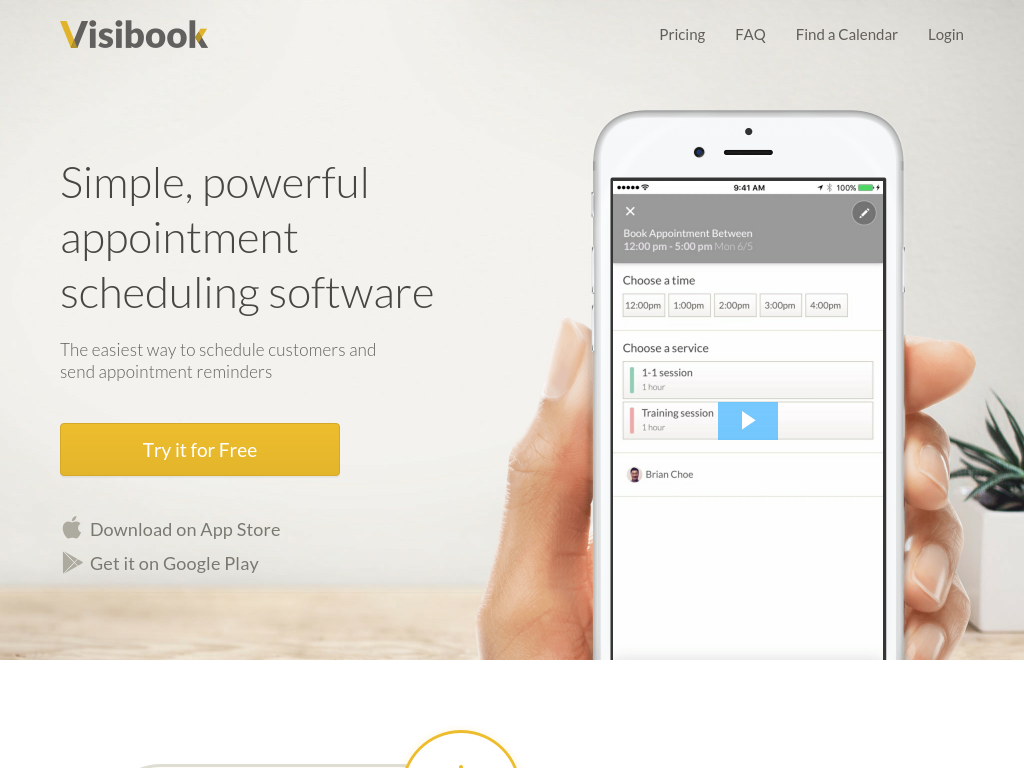 Visibook
Pricing
FAQ
Find a Calendar
Login
Simple, powerful
appointment
scheduling software
The easiest way to schedule customers and
send appointment reminders
Try it for Free
Download on App Store
Get it on Google Play
9:41 AM
100%
Book Appointment Between
12:00 pm - 5:00 pm Mon 6/5
Choose a time
12:00pm 1:00pm 2:00pm 3:00pm 4:00pm
Choose a service
1-1 session
1 hour
Training session
1 hour
Brian Choe